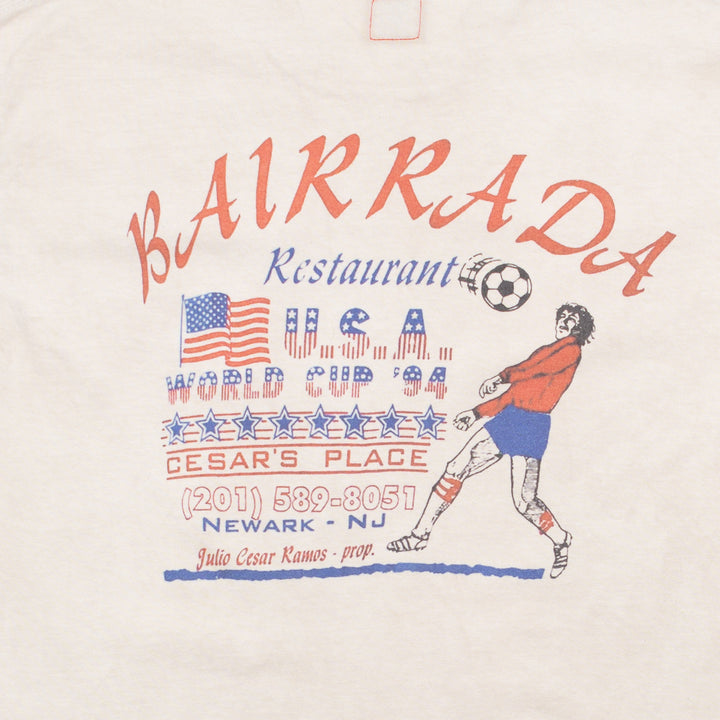 BAIRRADA
Restaurant
U.S.A.
WORLD CUP '94
CESAR'S PLACE
(201) 589-8051
NEWARK - NJ
Julio Cesar Ramos - prop.